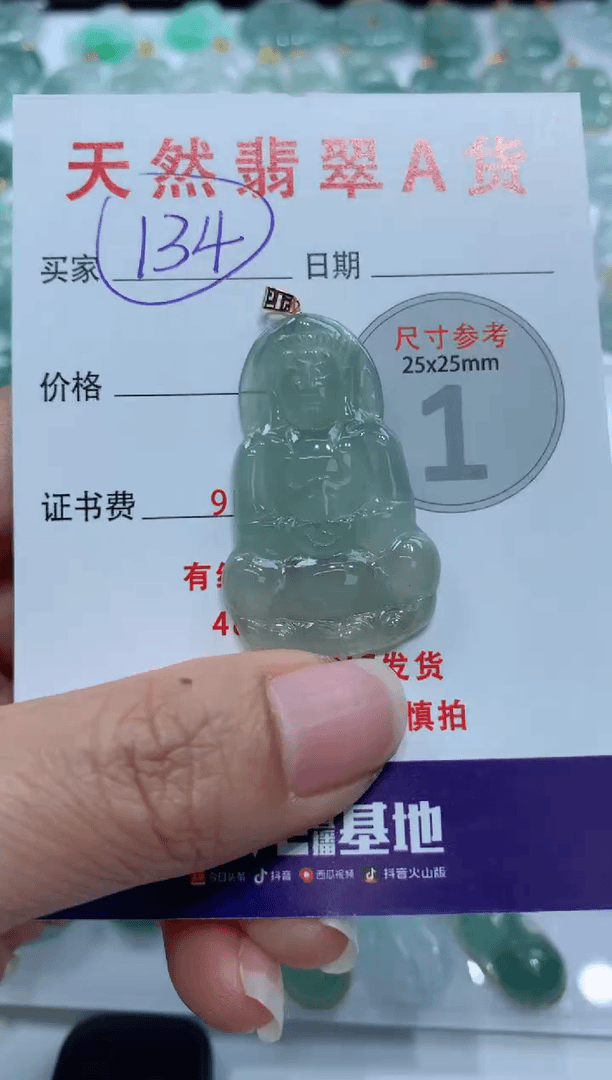 天然翡翠A货
买家 134 日期
尺寸参考
25x25mm
1
价格
证书费 9
有
4
发货
慎拍
播基地
今日头条 抖音 西瓜视频 抖音火山版